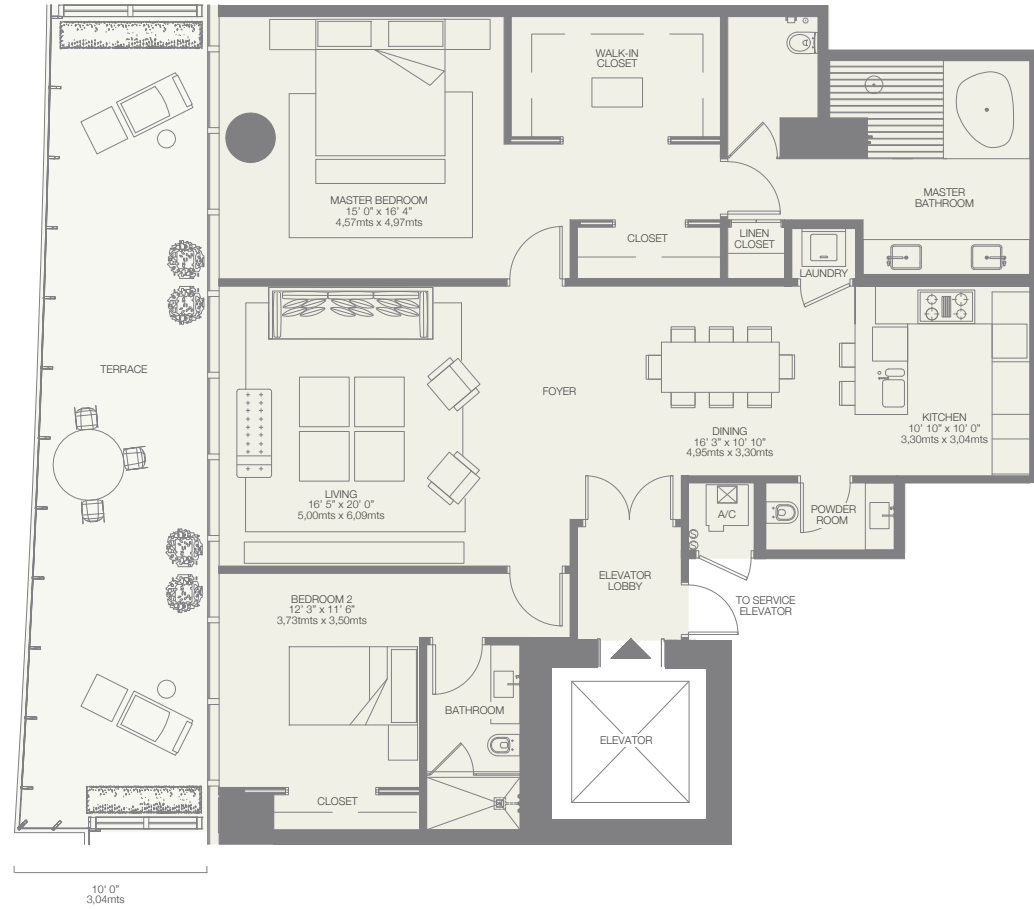 WALK-IN
CLOSET
MASTER BEDROOM
15' 0" x 16' 4"
4,57mts x 4,97mts
MASTER
BATHROOM
CLOSET
LINEN
CLOSET
LAUNDRY
TERRACE
FOYER
KITCHEN
10' 10" x 10' 0"
3,30mts x 3,04mts
DINING
16' 3" x 10' 10"
4,95mts x 3,30mts
LIVING
16' 5" x 20' 0"
5,00mts x 6,09mts
A/C
POWDER
ROOM
ELEVATOR
LOBBY
TO SERVICE
ELEVATOR
BEDROOM 2
12' 3" x 11' 6"
3,73tmts x 3,50mts
BATHROOM
ELEVATOR
CLOSET
10' 0"
3,04mts